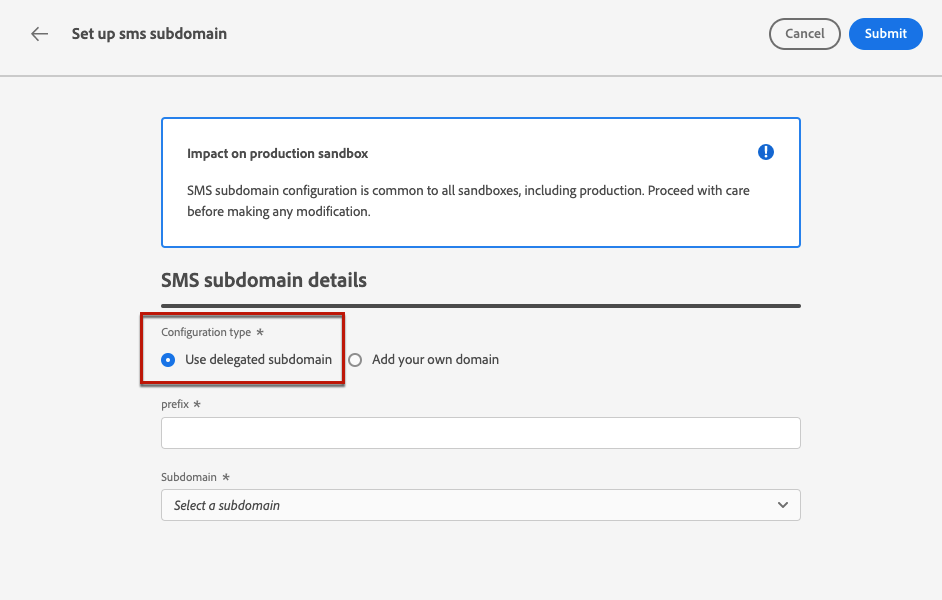 Set up sms subdomain
Cancel
Submit
Impact on production sandbox
SMS subdomain configuration is common to all sandboxes, including production. Proceed with care
before making any modification.
SMS subdomain details
Configuration type *
Use delegated subdomain
Add your own domain
prefix *
Subdomain *
Select a subdomain